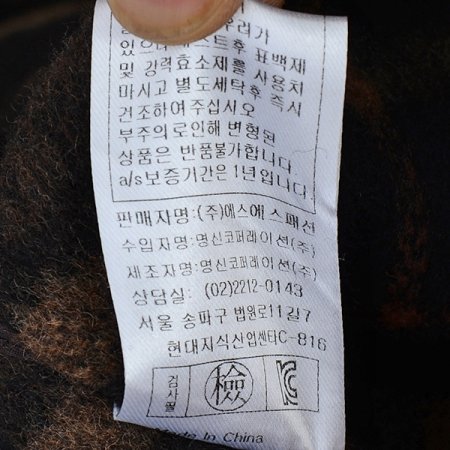 우려가
있으니 테스트후 표백제
및 강력효소제를 사용치
마시고 별도세탁후 즉시
건조하여주십시오
부주의로인해 변형된
상품은 반품불가합니다.
a/s보증기간은 1년입니다
판매자명:(주)에스에스패션
수입자명:명신코퍼레이션(주)
제조자명:명신코퍼레이션(주)
상담실: (02)2212-0143
서울 송파구 법원로11길7
현대지식산업센타C-816
검사필 檢
Made In China